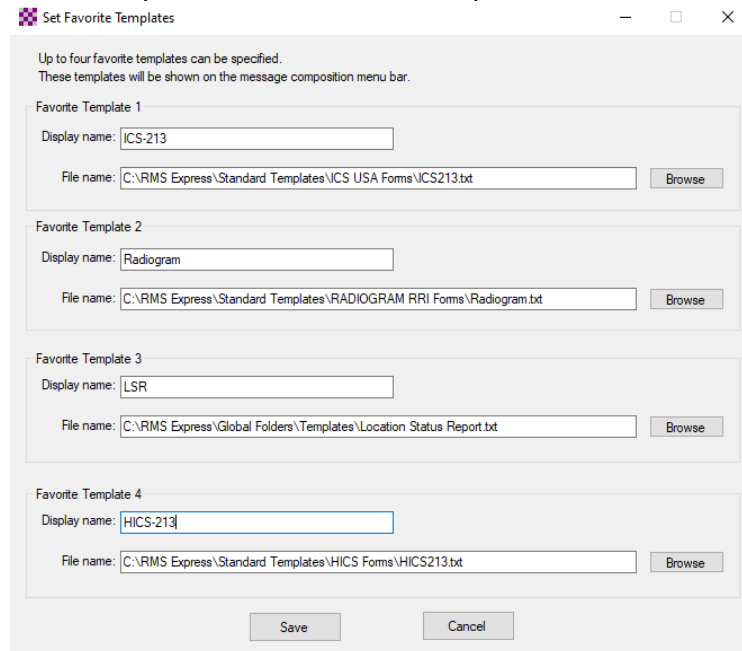 Set Favorite Templates
Up to four favorite templates can be specified.
These templates will be shown on the message composition menu bar.
Favorite Template 1
Display name: ICS-213
File name: C:\RMS Express\Standard Templates\ICS USA Forms\ICS213.txt Browse
Favorite Template 2
Display name: Radiogram
File name: C:\RMS Express\Standard Templates\RADIOGRAM RRI Forms\Radiogram.txt Browse
Favorite Template 3
Display name: LSR
File name: C:\RMS Express\Global Folders\Templates\Location Status Report.txt Browse
Favorite Template 4
Display name: HICS-213
File name: C:\RMS Express\Standard Templates\HICS Forms\HICS213.txt Browse
Save Cancel